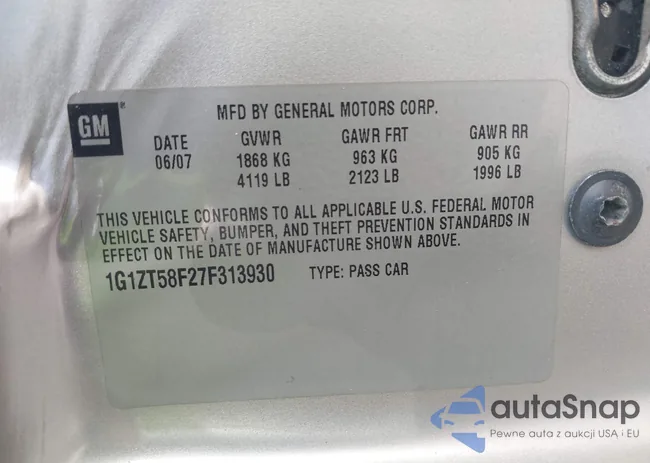 GM
MFD BY GENERAL MOTORS CORP.
DATE GVWR GAWR FRT GAWR RR
06/07 1868 KG 963 KG 905 KG
4119 LB 2123 LB 1996 LB
THIS VEHICLE CONFORMS TO ALL APPLICABLE U.S. FEDERAL MOTOR
VEHICLE SAFETY, BUMPER, AND THEFT PREVENTION STANDARDS IN
EFFECT ON THE DATE OF MANUFACTURE SHOWN ABOVE.
1G1ZT58F27F313930 TYPE: PASS CAR
autaSnap
Pewne auta z aukcji USA i EU